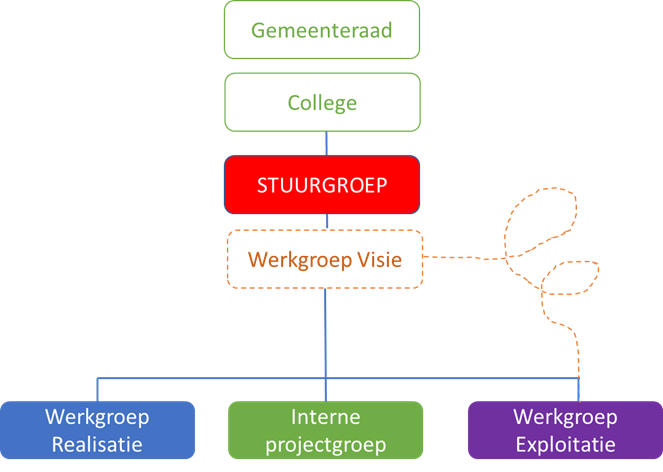 Gemeenteraad
College
STUURGROEP
Werkgroep Visie
Werkgroep
Realisatie
Interne
projectgroep
Werkgroep
Exploitatie